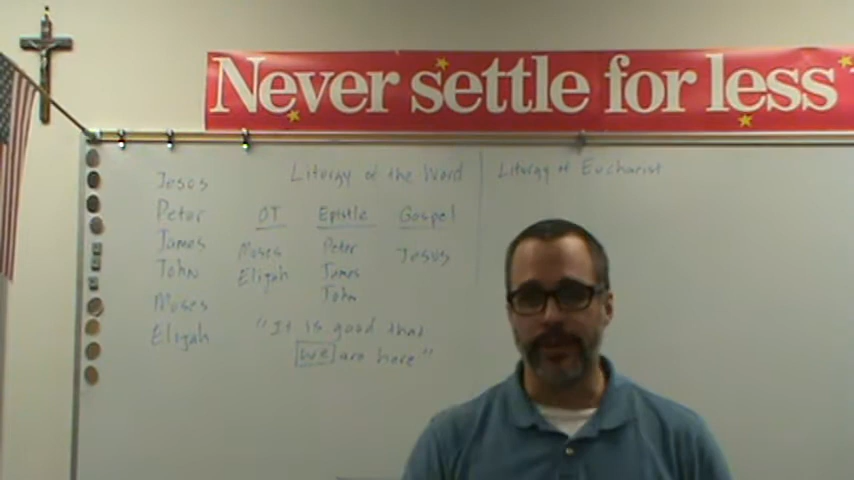 Never settle for less
Liturgy of the Word
Liturgy of Eucharist
Jesus
Peter
James
John
Moses
Elijah
OT Epistle Gospel
Moses Peter Jesus
Elijah James
John
"It is good that
we are here"